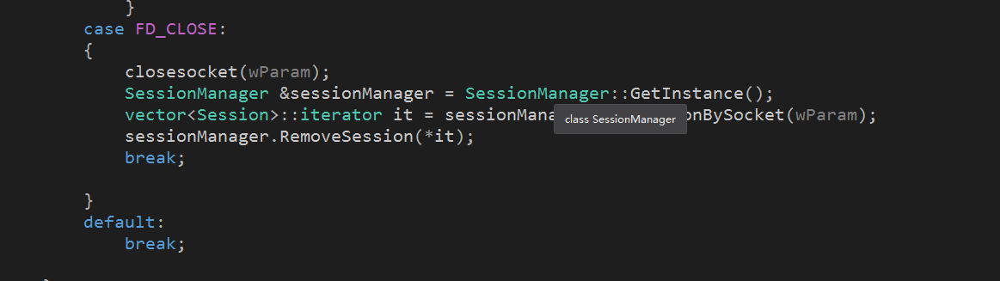 }
case FD_CLOSE:
{
closesocket(wParam);
SessionManager &sessionManager = SessionManager::GetInstance();
vector<Session>::iterator it = sessionMana
class SessionManager
onBySocket(wParam);
sessionManager.RemoveSession(*it);
break;
}
default:
break;